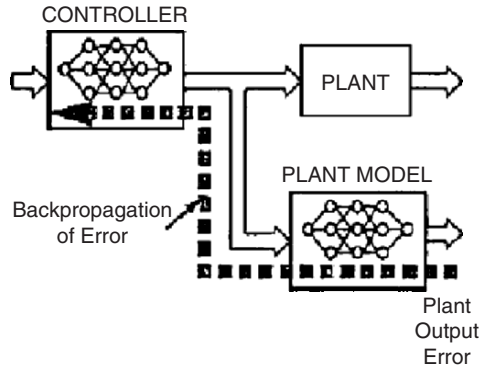 CONTROLLER
PLANT
PLANT MODEL
Backpropagation
of Error
Plant
Output
Error